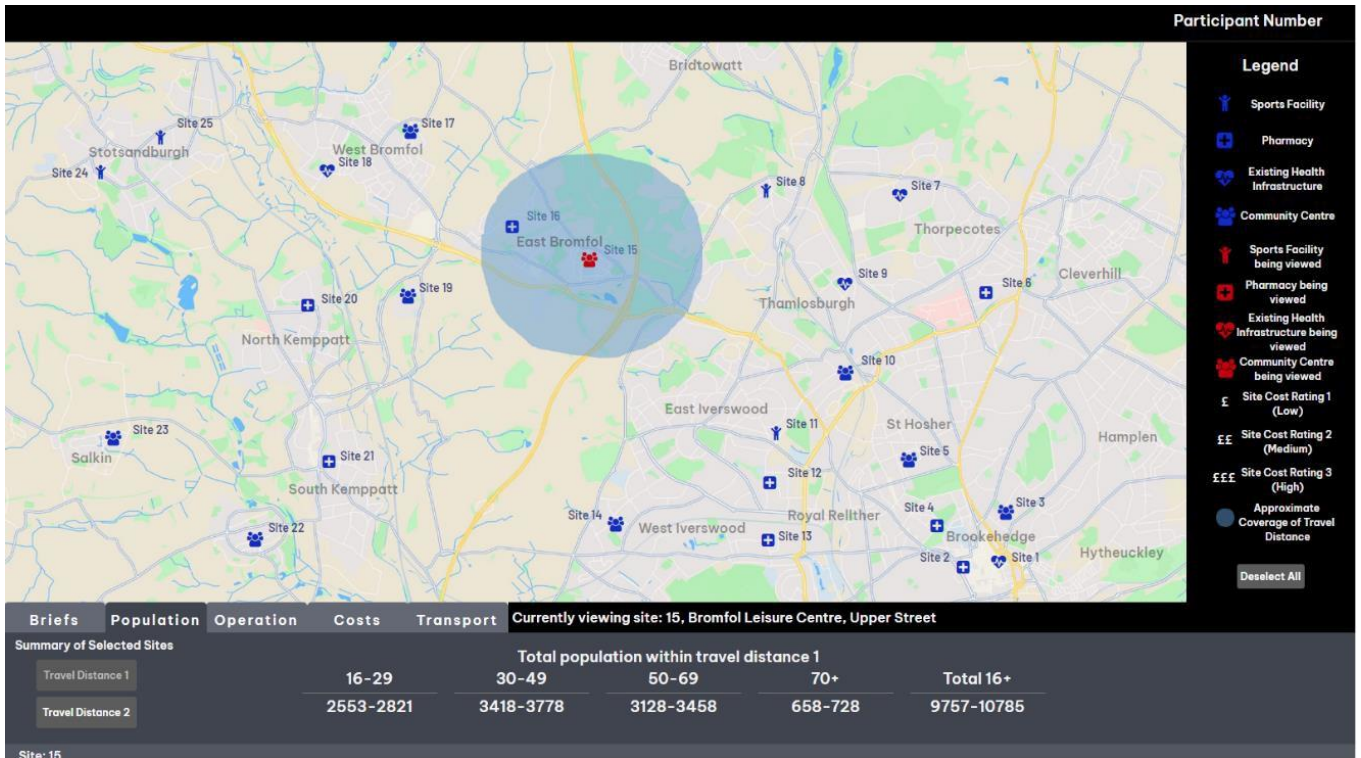 Participant Number
Bridtowatt
Site 25
Stotsandburgh
Site 24
Site 17
West Bromfol
Site 18
Site 16
East Bromfol
Site 15
Site 8
Site 7
Thorpecotes
Site 9
Site 6
Cleverhill
Thamlosburgh
Site 20
Site 19
North Kemppatt
Site 10
East Iverswood
Site 11
St Hosher
Hamplen
Site 23
Salkin
Site 21
Site 5
Site 12
South Kemppatt
Site 14
West Iverswood
Royal Rellther
Site 4
Site 3
Site 22
Site 13
Brookehedge
Site 2
Site 1
Hytheuckley
Legend
Sports Facility
Pharmacy
Existing Health
Infrastructure
Community Centre
Sports Facility
being viewed
Pharmacy being
viewed
Existing Health
Infrastructure being
viewed
Community Centre
being viewed
£ Site Cost Rating 1
(Low)
££ Site Cost Rating 2
(Medium)
£££ Site Cost Rating 3
(High)
Approximate
Coverage of Travel
Distance
Deselect All
Briefs Population Operation Costs Transport Currently viewing site: 15, Bromfol Leisure Centre, Upper Street
Summary of Selected Sites
Total population within travel distance 1
Travel Distance 1
16-29 30-49 50-69 70+ Total 16+
Travel Distance 2
2553-2821 3418-3778 3128-3458 658-728 9757-10785
Site: 15